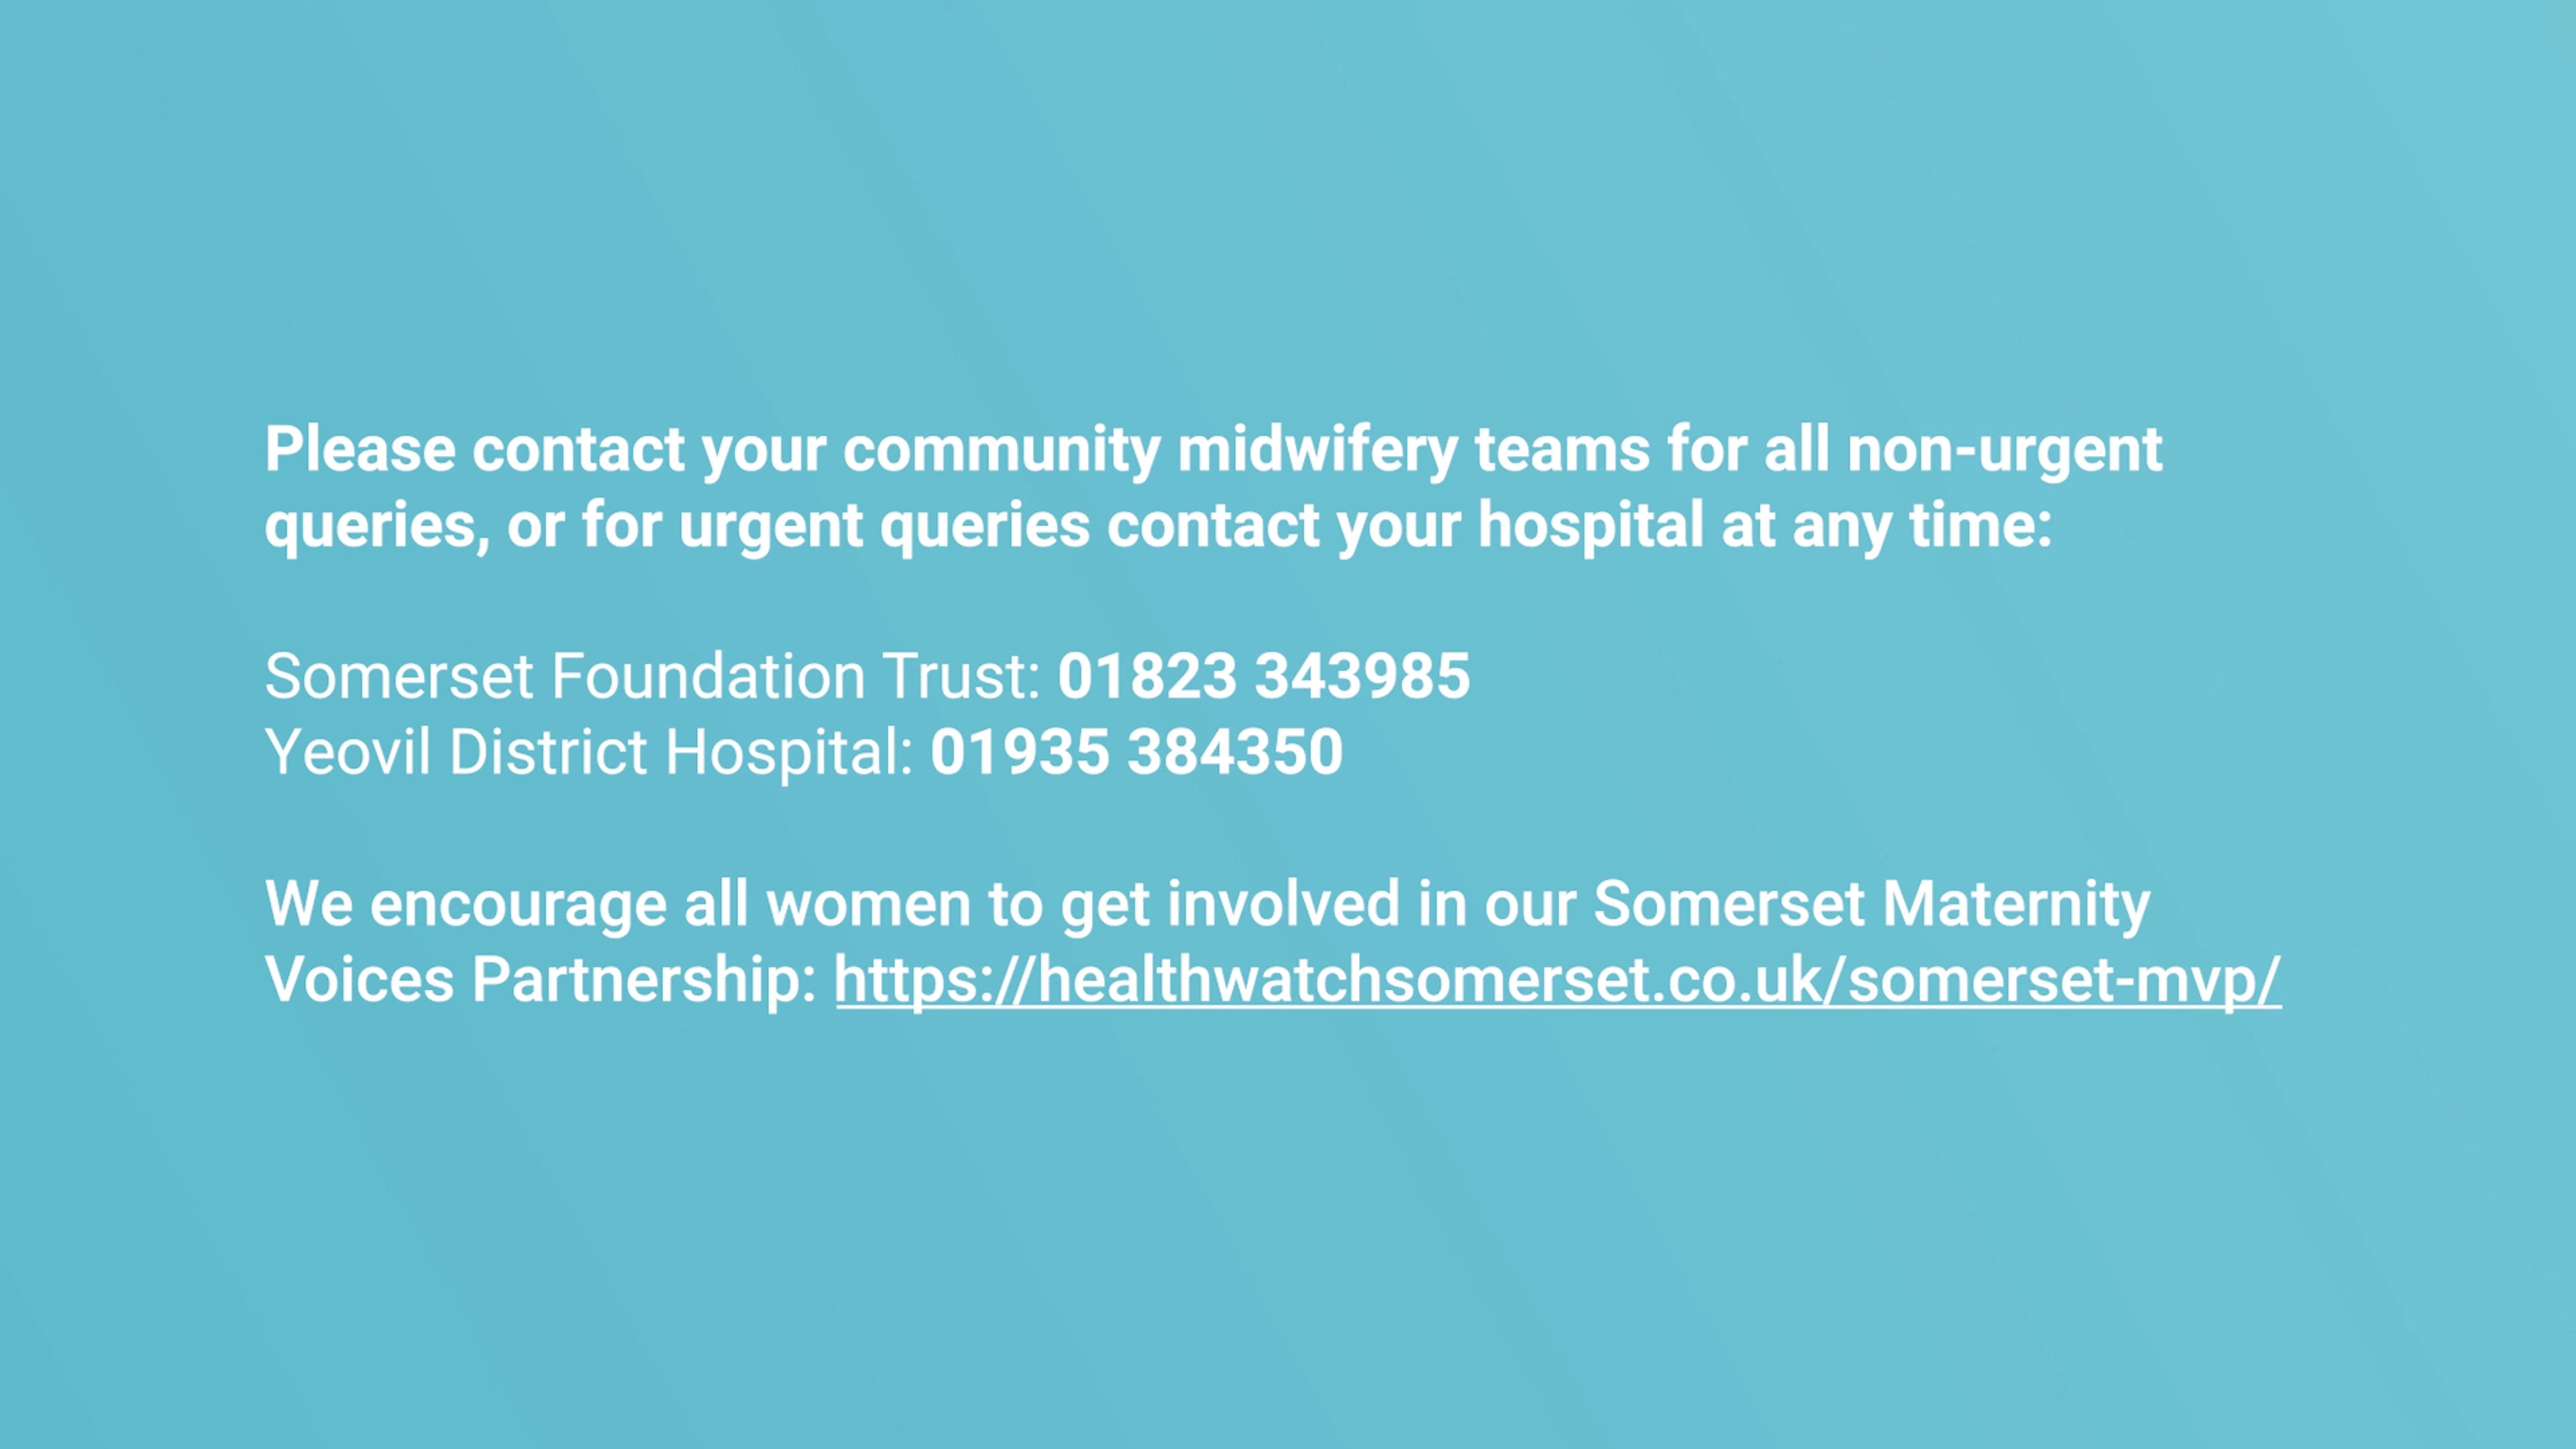 Please contact your community midwifery teams for all non-urgent
queries, or for urgent queries contact your hospital at any time:
Somerset Foundation Trust: 01823 343985
Yeovil District Hospital: 01935 384350
We encourage all women to get involved in our Somerset Maternity
Voices Partnership: https://healthwatchsomerset.co.uk/somerset-mvp/